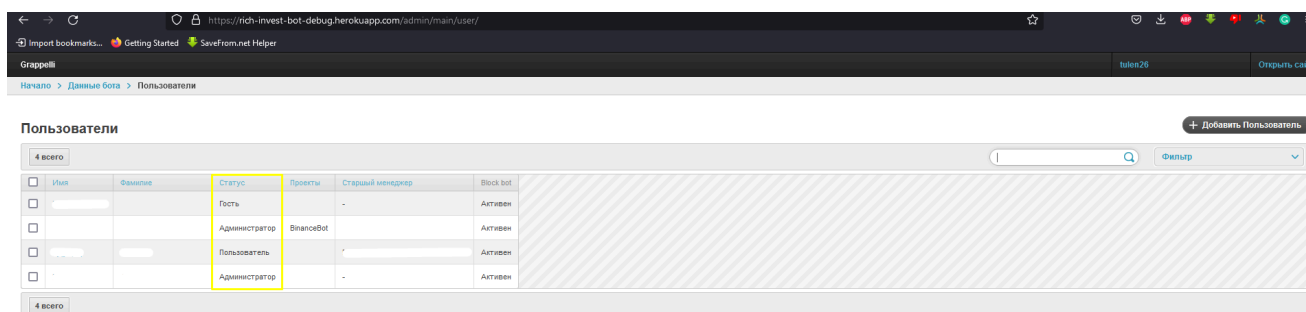 https://rich-invest-bot-debug.herokuapp.com/admin/main/user/
Import bookmarks... Getting Started SaveFrom.net Helper
Grappelli tulen26 Открыть сай
Начало > Данные бота > Пользователи
Пользователи + Добавить Пользователь
4 всего Фильтр
Имя Фамилие Статус Проекты Старший менеджер Block bot
Гость - Активен
Администратор BinanceBot Активен
Пользователь Активен
Администратор - Активен
4 всего